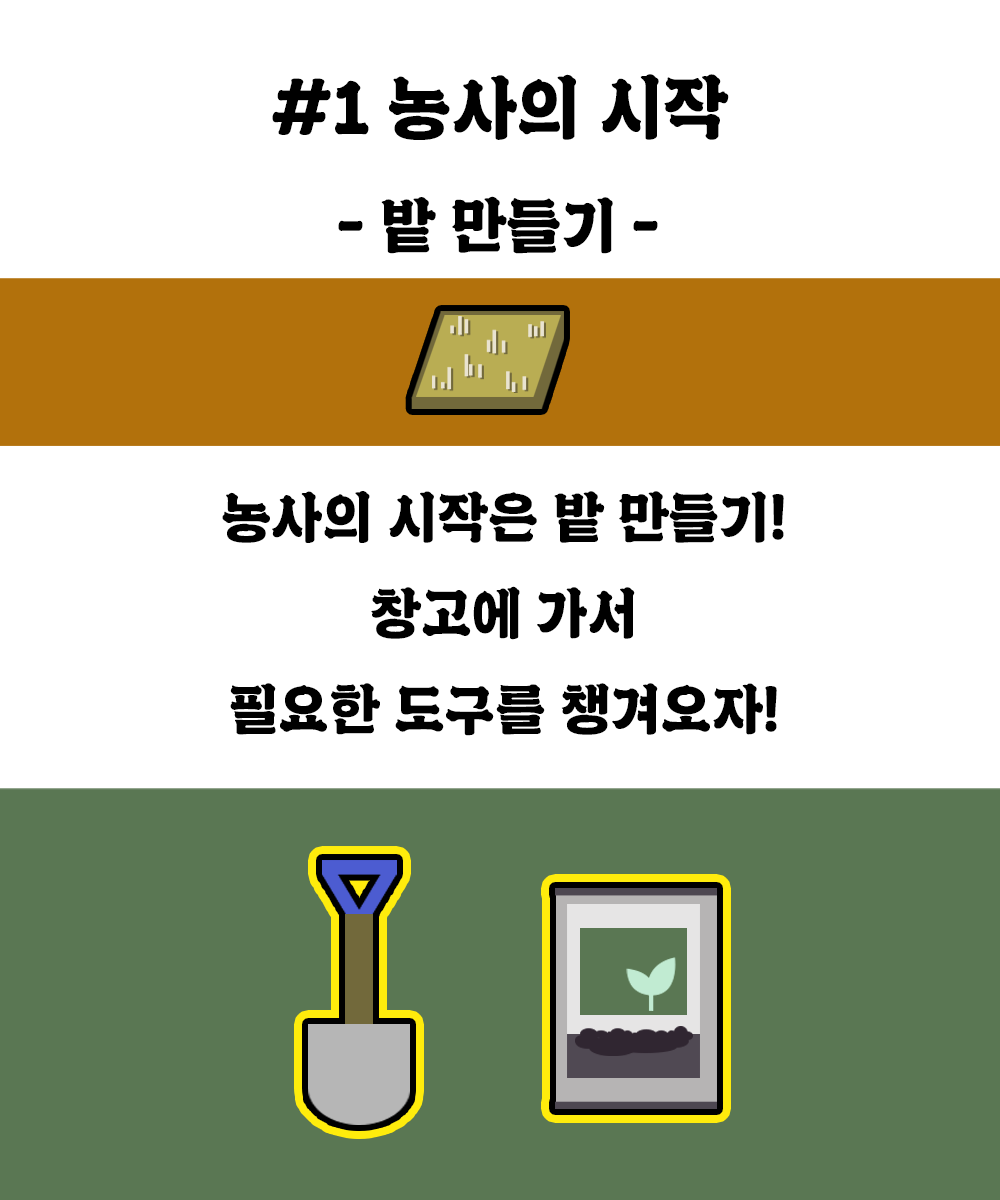 #1 농사의 시작
- 밭 만들기 -
농사의 시작은 밭 만들기!
창고에 가서
필요한 도구를 챙겨오자!